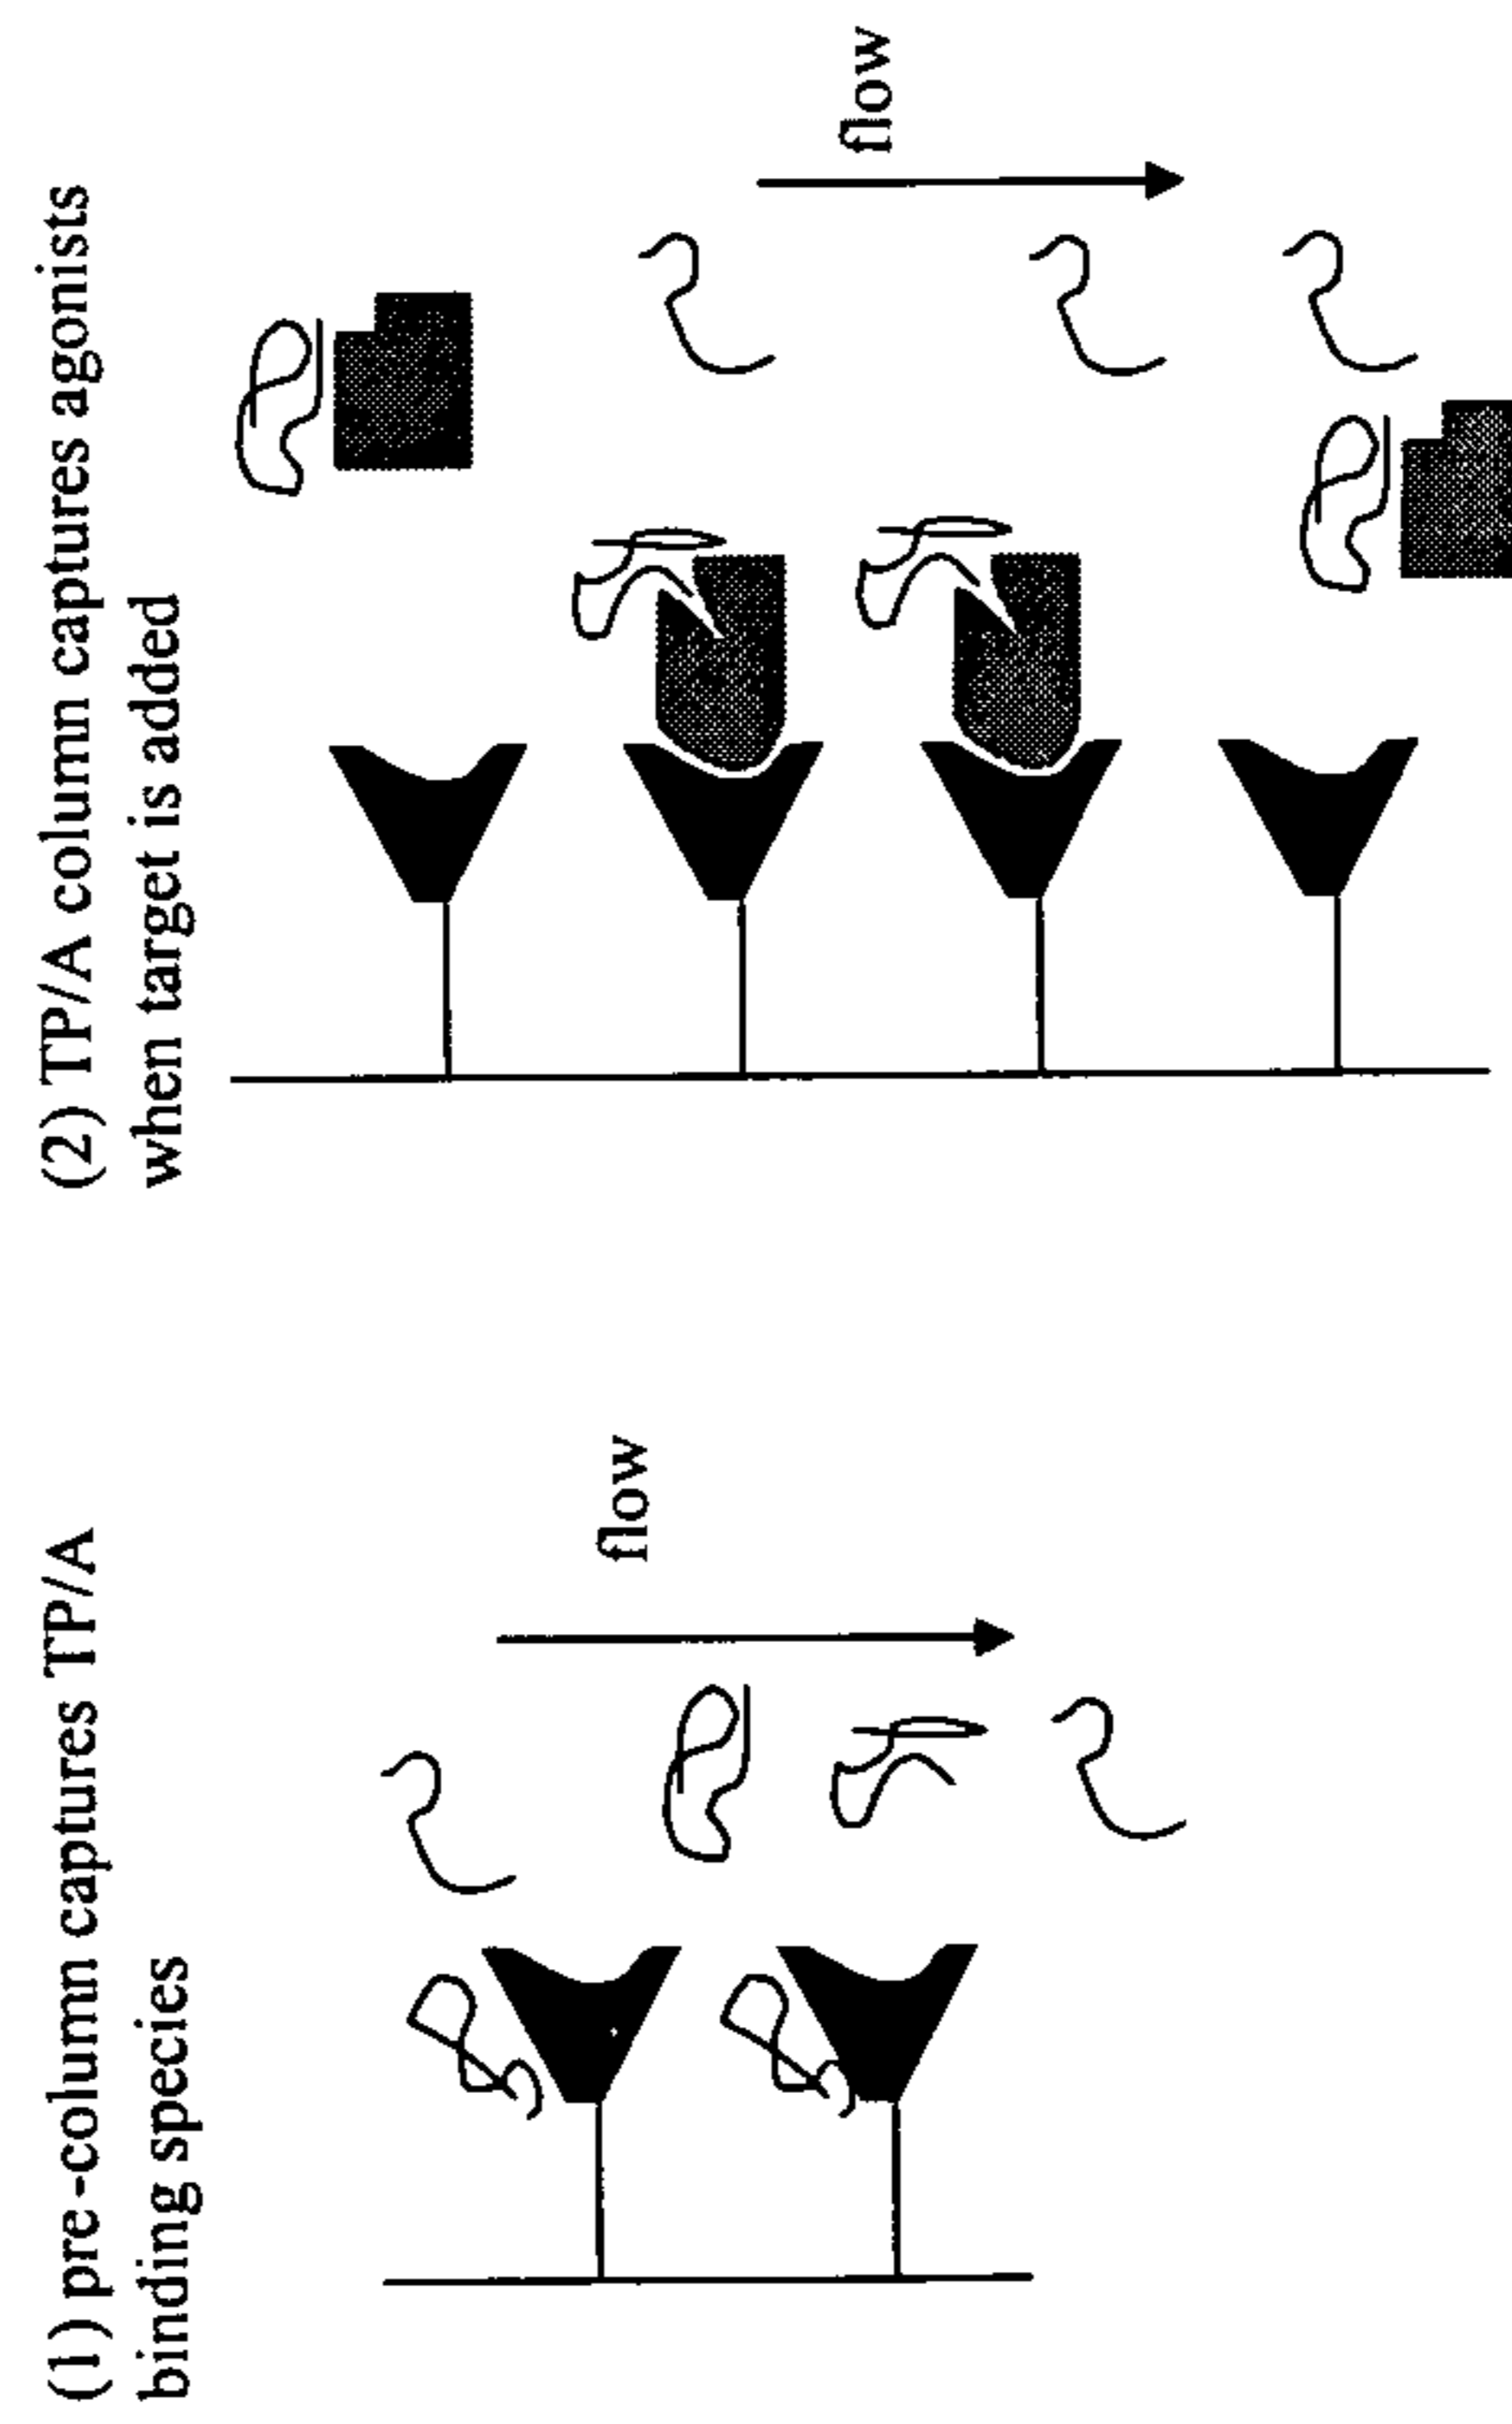 (1) pre-column captures TP/A
binding species
flow
(2) TP/A column captures agonists
when target is added
flow